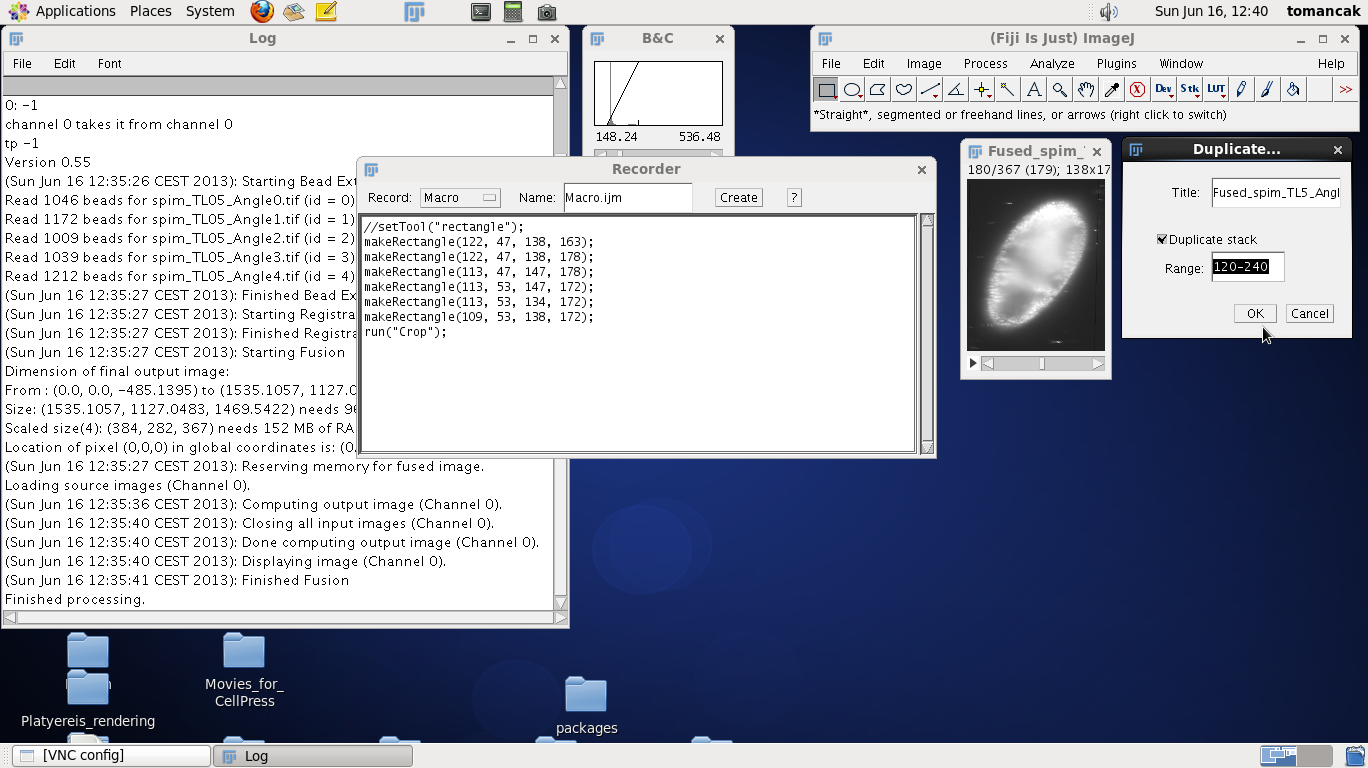 Applications Places System
Sun Jun 16, 12:40 tomancak
Log
File Edit Font
0: -1
channel 0 takes it from channel 0
tp -1
Version 0.55
(Sun Jun 16 12:35:26 CEST 2013): Starting Bead Ext
Read 1046 beads for spim_TL05_Angle0.tif (id = 0)
Read 1172 beads for spim_TL05_Angle1.tif (id = 1)
Read 1009 beads for spim_TL05_Angle2.tif (id = 2)
Read 1039 beads for spim_TL05_Angle3.tif (id = 3)
Read 1212 beads for spim_TL05_Angle4.tif (id = 4)
(Sun Jun 16 12:35:27 CEST 2013): Finished Bead Ex
(Sun Jun 16 12:35:27 CEST 2013): Starting Registra
(Sun Jun 16 12:35:27 CEST 2013): Finished Registra
(Sun Jun 16 12:35:27 CEST 2013): Starting Fusion
Dimension of final output image:
From : (0.0, 0.0, -485.1395) to (1535.1057, 1127.0
Size: (1535.1057, 1127.0483, 1469.5422) needs 96
Scaled size(4): (384, 282, 367) needs 152 MB of RA
Location of pixel (0,0,0) in global coordinates is: (0.
(Sun Jun 16 12:35:27 CEST 2013): Reserving memory for fused image.
Loading source images (Channel 0).
(Sun Jun 16 12:35:36 CEST 2013): Computing output image (Channel 0).
(Sun Jun 16 12:35:40 CEST 2013): Closing all input images (Channel 0).
(Sun Jun 16 12:35:40 CEST 2013): Done computing output image (Channel 0).
(Sun Jun 16 12:35:40 CEST 2013): Displaying image (Channel 0).
(Sun Jun 16 12:35:41 CEST 2013): Finished Fusion
Finished processing.
B&C
148.24 536.48
Recorder
Record: Macro Name: Macro.ijm Create ?
//setTool("rectangle");
makeRectangle(122, 47, 138, 163);
makeRectangle(122, 47, 138, 178);
makeRectangle(113, 47, 147, 178);
makeRectangle(113, 53, 147, 172);
makeRectangle(113, 53, 134, 172);
makeRectangle(109, 53, 138, 172);
run("Crop");
(Fiji Is Just) ImageJ
File Edit Image Process Analyze Plugins Window Help
A Dev Stk LUT >>
*Straight*, segmented or freehand lines, or arrows (right click to switch)
Fused_spim_
180/367 (179); 138x17
Duplicate...
Title: Fused_spim_TL5_Angl
Duplicate stack
Range: 120-240
OK Cancel
Movies_for_
CellPress
Platyereis_rendering
packages
[VNC config] Log